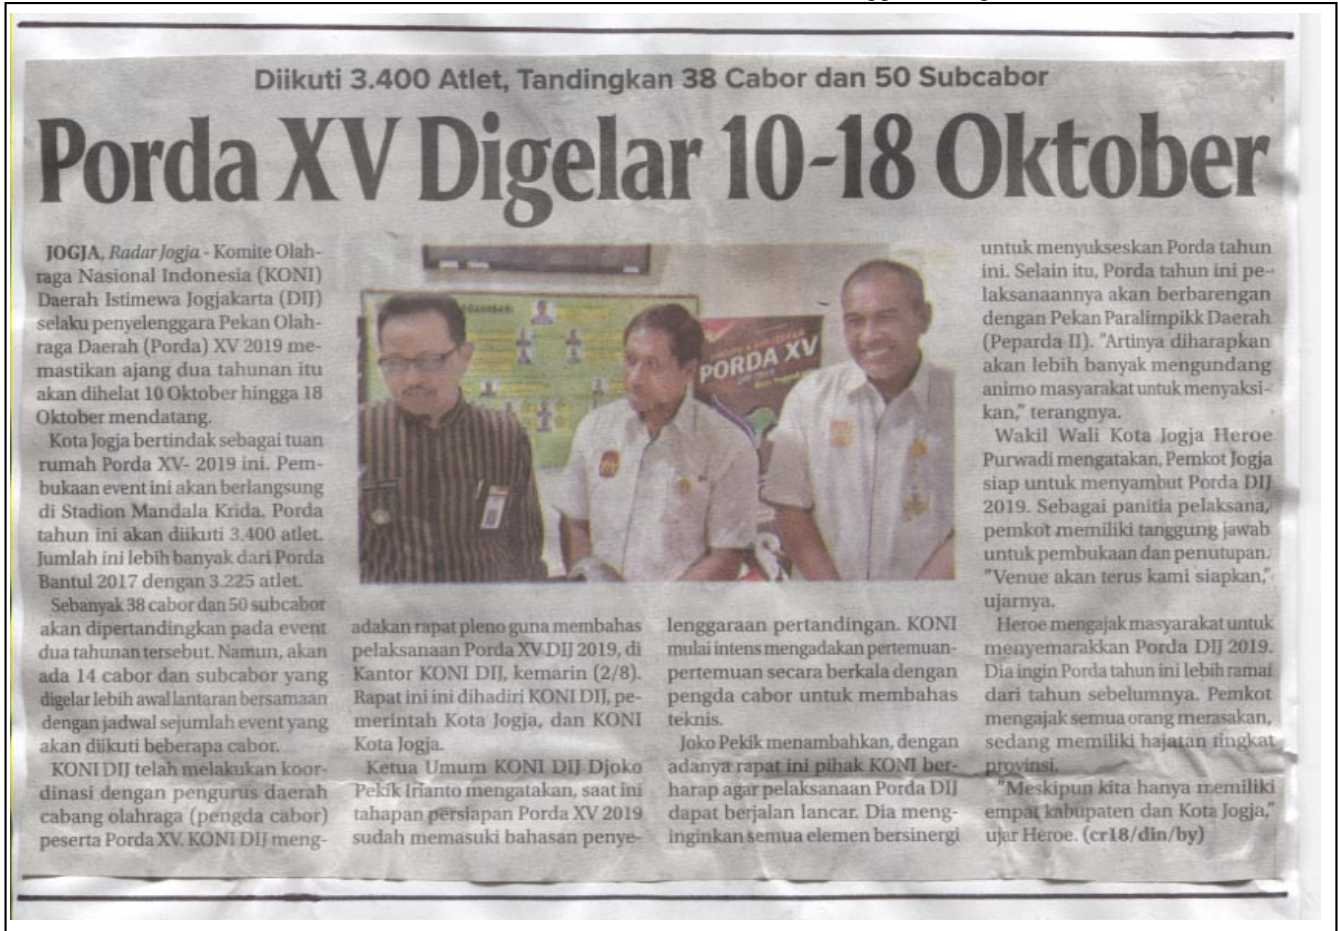 Diikuti 3.400 Atlet, Tandingkan 38 Cabor dan 50 Subcabor
Porda XV Digelar 10-18 Oktober
JOGJA, Radar Jogja - Komite Olah-
raga Nasional Indonesia (KONI)
Daerah Istimewa Jogjakarta (DIJ)
selaku penyelenggara Pekan Olah-
raga Daerah (Porda) XV 2019 me-
mastikan ajang dua tahunan itu
akan dihelat 10 Oktober hingga 18
Oktober mendatang.
Kota Jogja bertindak sebagai tuan
rumah Porda XV- 2019 ini. Pem-
bukaan event ini akan berlangsung
di Stadion Mandala Krida. Porda
tahun ini akan diikuti 3.400 atlet.
Jumlah ini lebih banyak dari Porda
Bantul 2017 dengan 3.225 atlet.
Sebanyak 38 cabor dan 50 subcabor
akan dipertandingkan pada event
dua tahunan tersebut. Namun, akan
ada 14 cabor dan subcabor yang
digelar lebih awal lantaran bersamaan
dengan jadwal sejumlah event yang
akan diikuti beberapa cabor.
KONI DIJ telah melakukan koor-
dinasi dengan pengurus daerah
cabang olahraga (pengda cabor)
peserta Porda XV. KONI DIJ meng-
PORDA XV
adakan rapat pleno guna membahas
pelaksanaan Porda XV DIJ 2019, di
Kantor KONI DIJ, kemarin (2/8).
Rapat ini ini dihadiri KONI DIJ, pe-
merintah Kota Jogja, dan KONI
Kota Jogja.
Ketua Umum KONI DIJ Djoko
Pekik Irianto mengatakan, saat ini
tahapan persiapan Porda XV 2019
sudah memasuki bahasan penye-
lenggaraan pertandingan. KONI
mulai intens mengadakan pertemuan-
pertemuan secara berkala dengan
pengda cabor untuk membahas
teknis.
Joko Pekik menambahkan, dengan
adanya rapat ini pihak KONI ber-
harap agar pelaksanaan Porda DIJ
dapat berjalan lancar. Dia meng-
inginkan semua elemen bersinergi
untuk menyukseskan Porda tahun
ini. Selain itu, Porda tahun ini pe-
laksanaannya akan berbarengan
dengan Pekan Paralimpikk Daerah
(Peparda II). "Artinya diharapkan
akan lebih banyak mengundang
animo masyarakat untuk menyaksi-
kan," terangnya.
Wakil Wali Kota Jogja Heroe
Purwadi mengatakan, Pemkot Jogja
siap untuk menyambut Porda DIJ
2019. Sebagai panitia pelaksana,
pemkot memiliki tanggung jawab
untuk pembukaan dan penutupan.
"Venue akan terus kami siapkan,"
ujarnya.
Heroe mengajak masyarakat untuk
menyemarakkan Porda DIJ 2019.
Dia ingin Porda tahun ini lebih ramai
dari tahun sebelumnya. Pemkot
mengajak semua orang merasakan,
sedang memiliki hajatan tingkat
provinsi.
"Meskipun kita hanya memiliki
empat kabupaten dan Kota Jogja,"
ujar Heroe. (cr18/din/by)